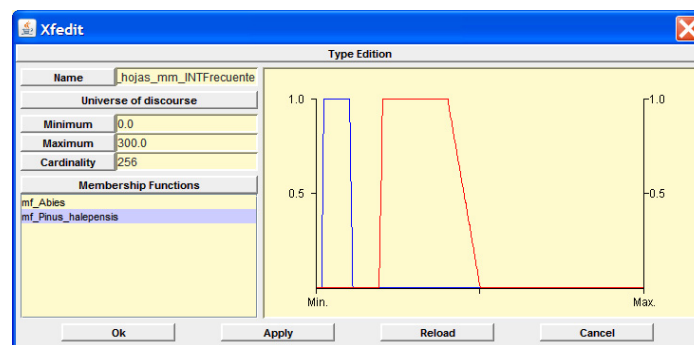 Xfedit
Type Edition
Name _hojas_mm_INTFrecuente
Universe of discourse
Minimum 0.0
Maximum 300.0
Cardinality 256
Membership Functions
mf_Abies
mf_Pinus_halepensis
1.0 1.0
0.5 0.5
Min. Max.
Ok Apply Reload Cancel